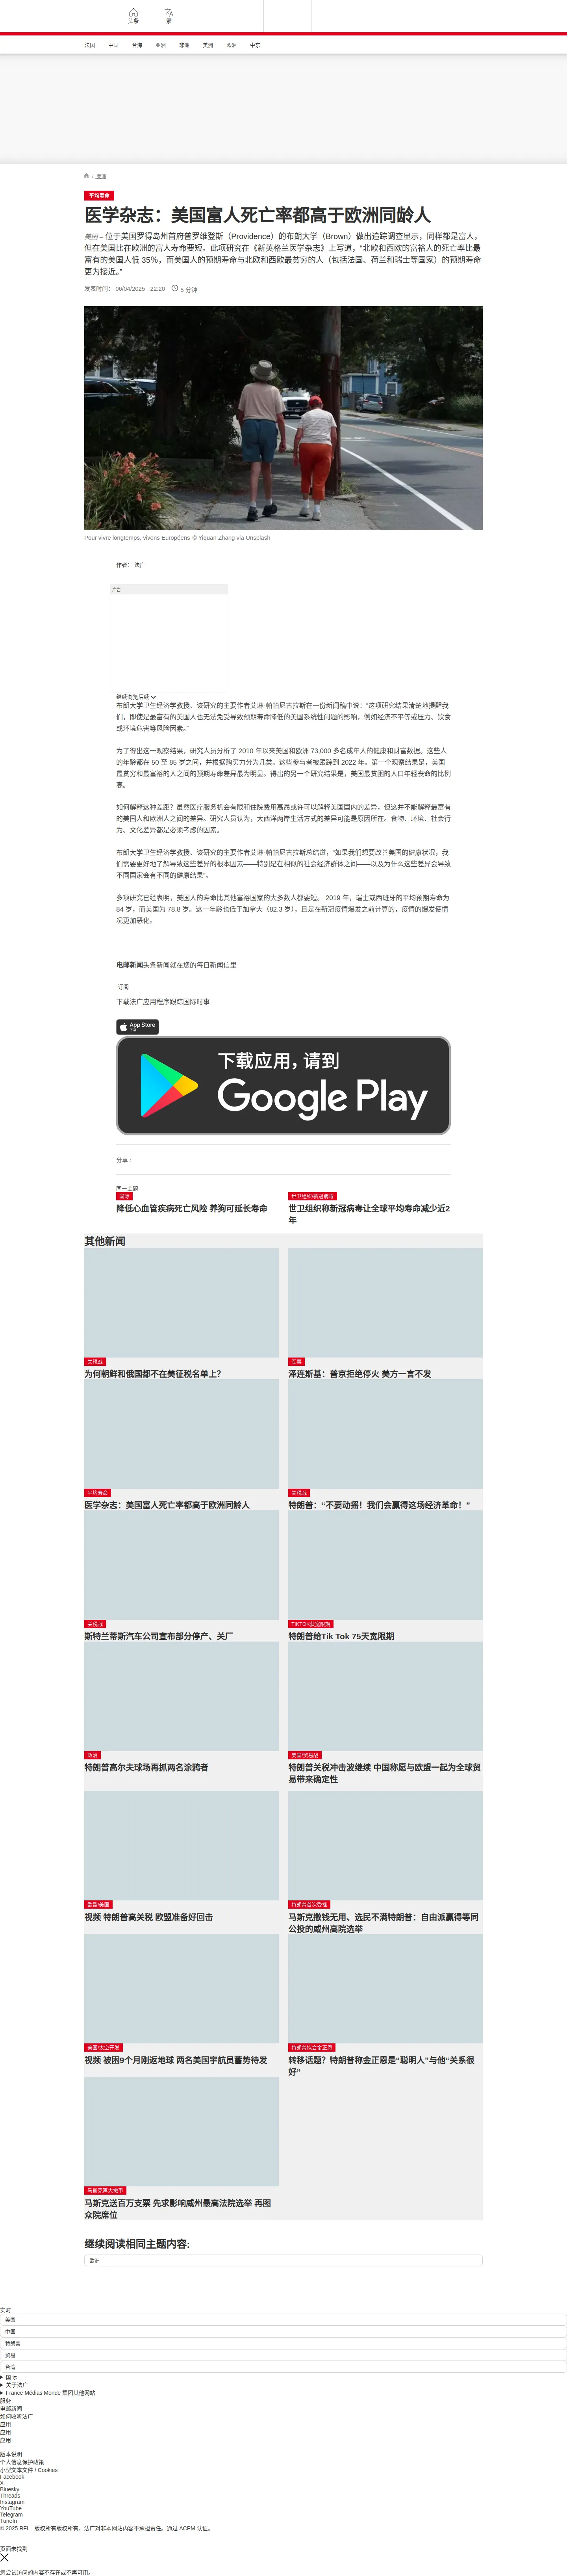 头条
繁
法国 中国 台海 亚洲 非洲 美洲 欧洲 中东
/ 美洲
平均寿命
医学杂志：美国富人死亡率都高于欧洲同龄人
美国 – 位于美国罗得岛州首府普罗维登斯（Providence）的布朗大学（Brown）做出追踪调查显示，同样都是富人，
但在美国比在欧洲的富人寿命要短。此项研究在《新英格兰医学杂志》上写道，“北欧和西欧的富裕人的死亡率比最
富有的美国人低 35%，而美国人的预期寿命与北欧和西欧最贫穷的人（包括法国、荷兰和瑞士等国家）的预期寿命
更为接近。”
发表时间： 06/04/2025 - 22:20 5 分钟
Pour vivre longtemps, vivons Européens © Yiquan Zhang via Unsplash
作者： 法广
广告
继续浏览后续
布朗大学卫生经济学教授、该研究的主要作者艾琳·帕帕尼古拉斯在一份新闻稿中说：“这项研究结果清楚地提醒我
们，即使是最富有的美国人也无法免受导致预期寿命降低的美国系统性问题的影响，例如经济不平等或压力、饮食
或环境危害等风险因素。”
为了得出这一观察结果，研究人员分析了 2010 年以来美国和欧洲 73,000 多名成年人的健康和财富数据。这些人
的年龄都在 50 至 85 岁之间，并根据购买力分为几类。这些参与者被跟踪到 2022 年。第一个观察结果是，美国
最贫穷和最富裕的人之间的预期寿命差异最为明显。得出的另一个研究结果是，美国最贫困的人口年轻丧命的比例
高。
如何解释这种差距？虽然医疗服务机会有限和住院费用高昂或许可以解释美国国内的差异，但这并不能解释最富有
的美国人和欧洲人之间的差异。研究人员认为，大西洋两岸生活方式的差异可能是原因所在。食物、环境、社会行
为、文化差异都是必须考虑的因素。
布朗大学卫生经济学教授、该研究的主要作者艾琳·帕帕尼古拉斯总结道，“如果我们想要改善美国的健康状况，我
们需要更好地了解导致这些差异的根本因素——特别是在相似的社会经济群体之间——以及为什么这些差异会导致
不同国家会有不同的健康结果”。
多项研究已经表明，美国人的寿命比其他富裕国家的大多数人都要短。 2019 年，瑞士或西班牙的平均预期寿命为
84 岁，而美国为 78.8 岁。这一年龄也低于加拿大（82.3 岁），且是在新冠疫情爆发之前计算的，疫情的爆发使情
况更加恶化。
电邮新闻头条新闻就在您的每日新闻信里
订阅
下载法广应用程序跟踪国际时事
App Store
下载
下载应用，请到
Google Play
分享 :
同一主题
国际
降低心血管疾病死亡风险 养狗可延长寿命
世卫组织/新冠病毒
世卫组织称新冠病毒让全球平均寿命减少近2
年
其他新闻
关税战
为何朝鲜和俄国都不在美征税名单上？
军事
泽连斯基：普京拒绝停火 美方一言不发
平均寿命
医学杂志：美国富人死亡率都高于欧洲同龄人
关税战
特朗普：“不要动摇！我们会赢得这场经济革命！”
关税战
斯特兰蒂斯汽车公司宣布部分停产、关厂
TIKTOK获宽限期
特朗普给Tik Tok 75天宽限期
政治
特朗普高尔夫球场再抓两名涂鸦者
美国/贸易战
特朗普关税冲击波继续 中国称愿与欧盟一起为全球贸
易带来确定性
欧盟/美国
视频 特朗普高关税 欧盟准备好回击
特朗普首次受挫
马斯克撒钱无用、选民不满特朗普：自由派赢得等同
公投的威州高院选举
美国/太空开发
视频 被困9个月刚返地球 两名美国宇航员蓄势待发
特朗普拟会金正恩
转移话题？特朗普称金正恩是“聪明人”与他“关系很
好”
马斯克再大撒币
马斯克送百万支票 先求影响威州最高法院选举 再图
众院席位
继续阅读相同主题内容:
欧洲
实时
美国
中国
特朗普
贸易
台湾
国际
关于法广
France Médias Monde 集团其他网站
服务
电邮新闻
如何收听法广
应用
应用
应用
版本说明
个人信息保护政策
小型文本文件 / Cookies
Facebook
X
Bluesky
Threads
Instagram
YouTube
Telegram
TuneIn
© 2025 RFI – 版权所有版权所有。法广对非本网站内容不承担责任。通过 ACPM 认证。
页面未找到
您尝试访问的内容不存在或不再可用。